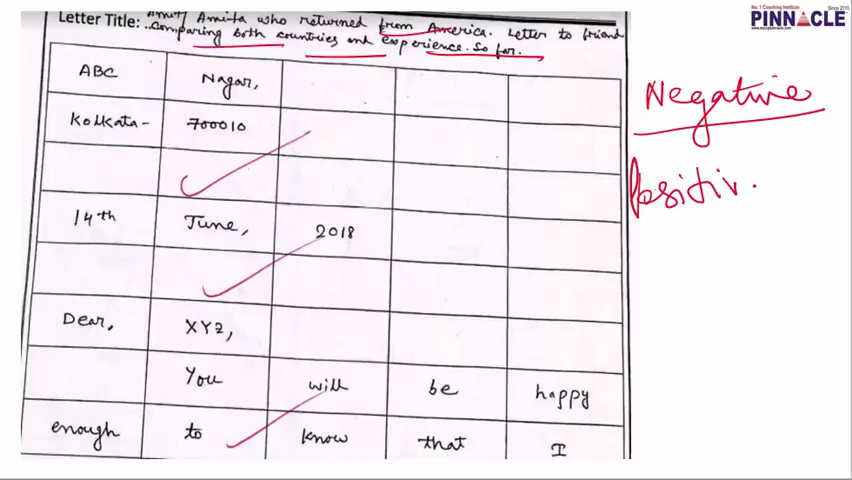 Letter Title: Amit/ Amita who returned from America. Letter to friend
comparing both countries and experience. So far.
ABC Nagar,
Kolkata- 700010
14th June, 2018
Dear, XYZ,
You will be happy
enough to know that I
Negative
Positiv.
No. 1 Coaching Institute
Since 2016
PINNACLE